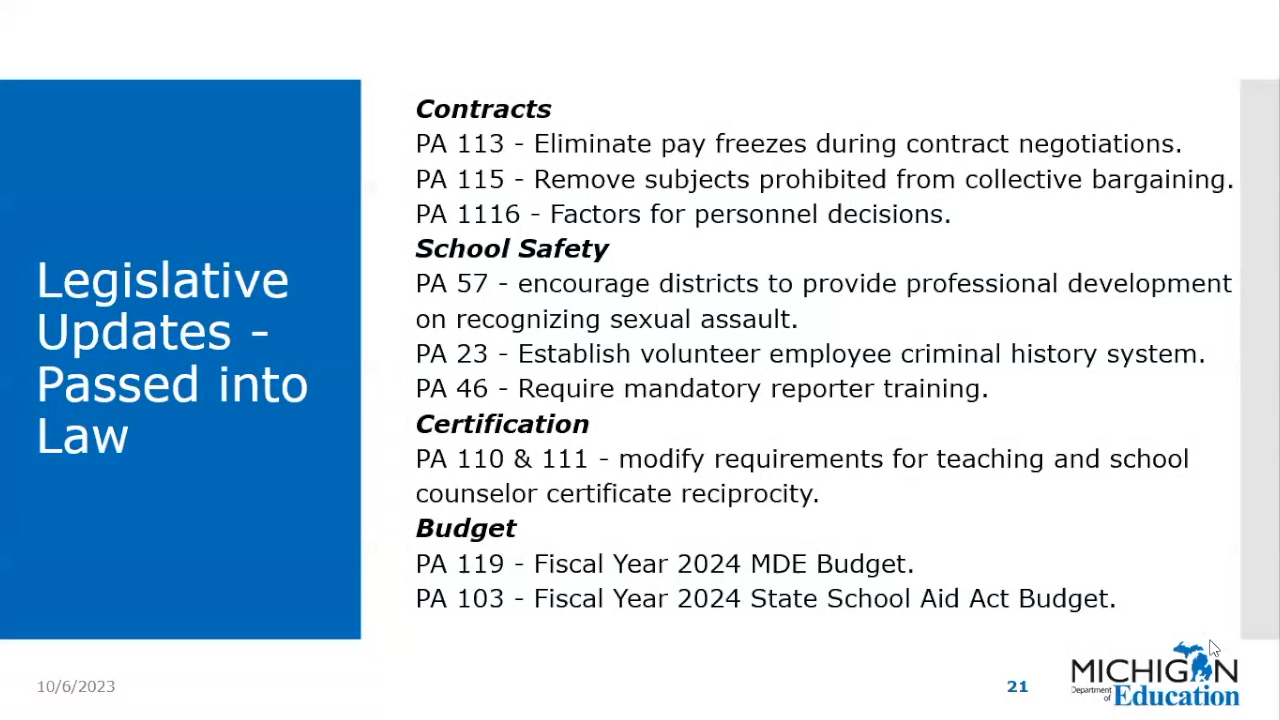 Legislative
Updates -
Passed into
Law
Contracts
PA 113 - Eliminate pay freezes during contract negotiations.
PA 115 - Remove subjects prohibited from collective bargaining.
PA 1116 - Factors for personnel decisions.
School Safety
PA 57 - encourage districts to provide professional development
on recognizing sexual assault.
PA 23 - Establish volunteer employee criminal history system.
PA 46 - Require mandatory reporter training.
Certification
PA 110 & 111 - modify requirements for teaching and school
counselor certificate reciprocity.
Budget
PA 119 - Fiscal Year 2024 MDE Budget.
PA 103 - Fiscal Year 2024 State School Aid Act Budget.
10/6/2023
21
MICHIGAN
Department of Education